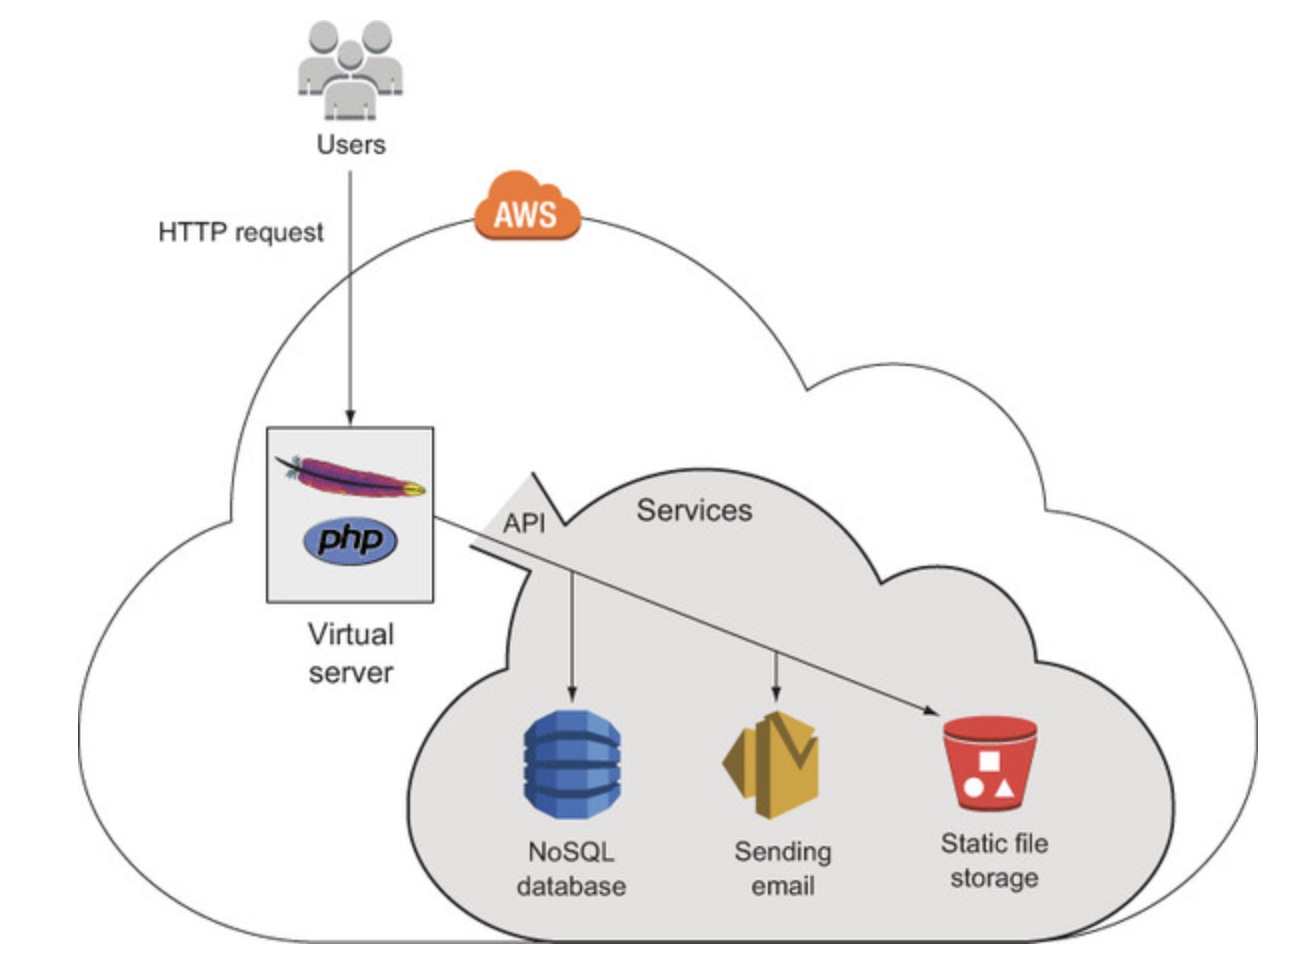 Users
HTTP request
AWS
php
API
Services
Virtual
server
NoSQL
database
Sending
email
Static file
storage